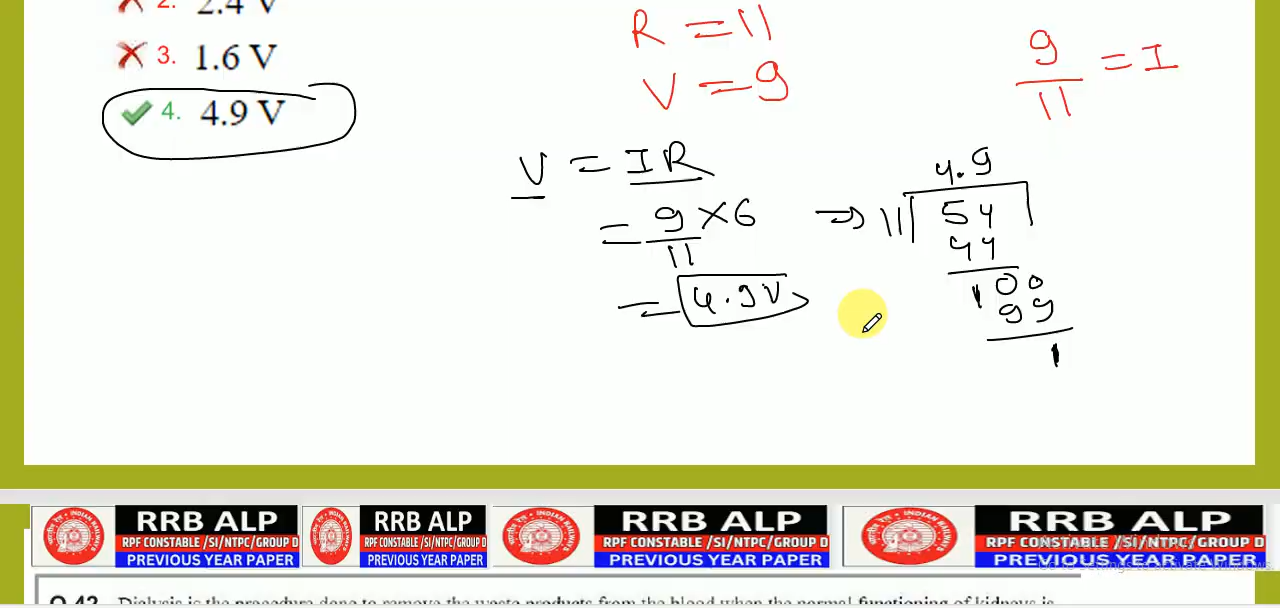 2. 2.4 V
3. 1.6 V
4. 4.9 V
R = 11
V = 9
9/11 = I
V = IR
= 9/11 × 6
= 4.9V
⇒ 4.9
11 54
44
100
99
1
RRB ALP
RPF CONSTABLE /SI/NTPC/GROUP D
PREVIOUS YEAR PAPER
RRB ALP
RPF CONSTABLE /SI/NTPC/GROUP D
PREVIOUS YEAR PAPER
RRB ALP
RPF CONSTABLE /SI/NTPC/GROUP D
PREVIOUS YEAR PAPER
RRB ALP
RPF CONSTABLE /SI/NTPC/GROUP D
PREVIOUS YEAR PAPER
Q.42 Dialysis is the procedure done to remove the waste products from the blood when the normal functioning of kidneys is